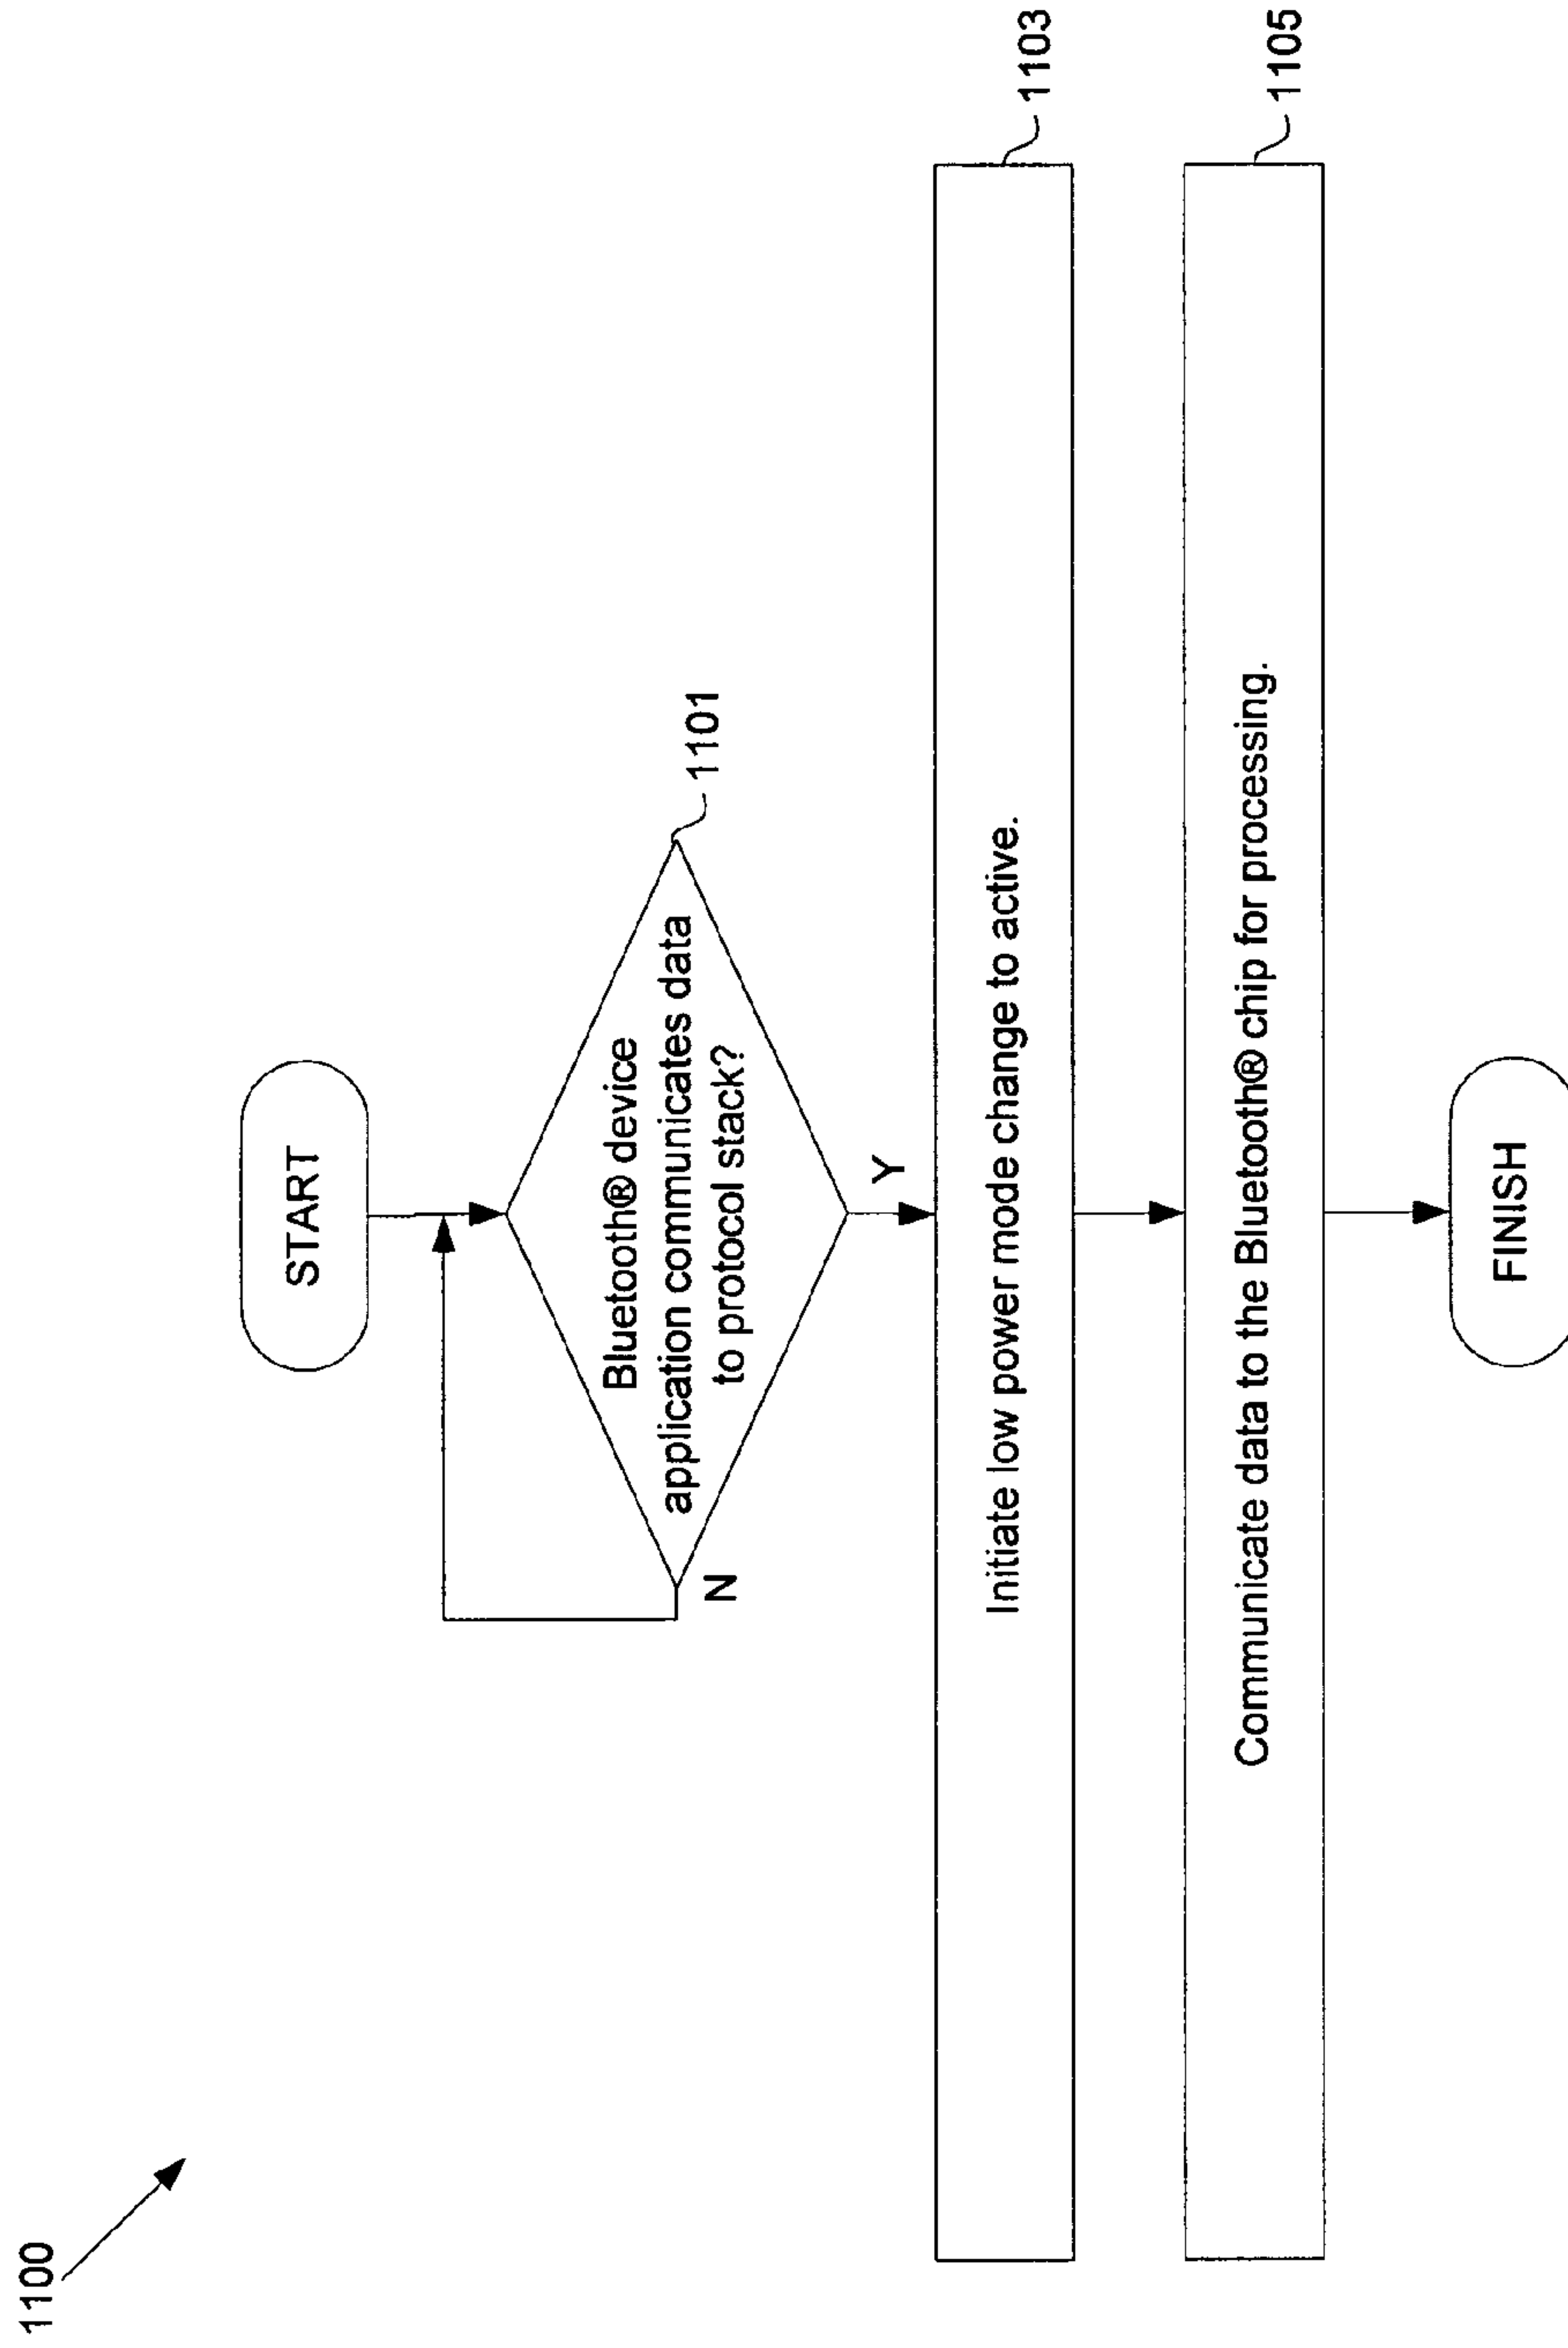 1100
START
Bluetooth® device
application communicates data
to protocol stack?
1101
N
Y
Initiate low power mode change to active.
1103
Communicate data to the Bluetooth® chip for processing.
1105
FINISH